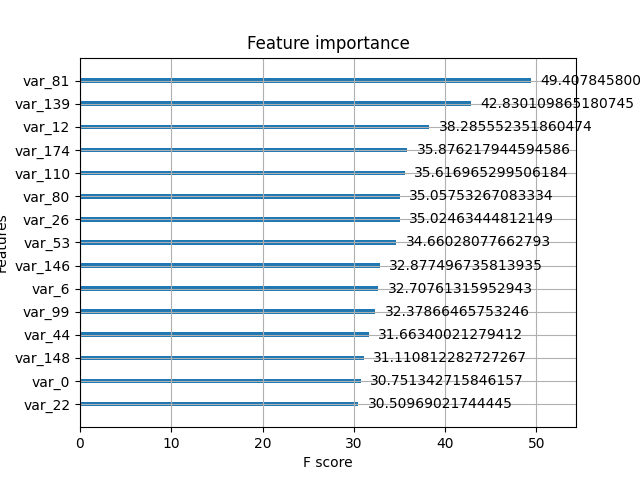 Feature importance
var_81 49.407845800
var_139 42.830109865180745
var_12 38.285552351860474
var_174 35.876217944594586
var_110 35.616965299506184
var_80 35.05753267083334
var_26 35.02463444812149
var_53 34.66028077662793
var_146 32.877496735813935
var_6 32.70761315952943
var_99 32.37866465753246
var_44 31.66340021279412
var_148 31.110812282727267
var_0 30.751342715846157
var_22 30.50969021744445
0 10 20 30 40 50
F score
Features